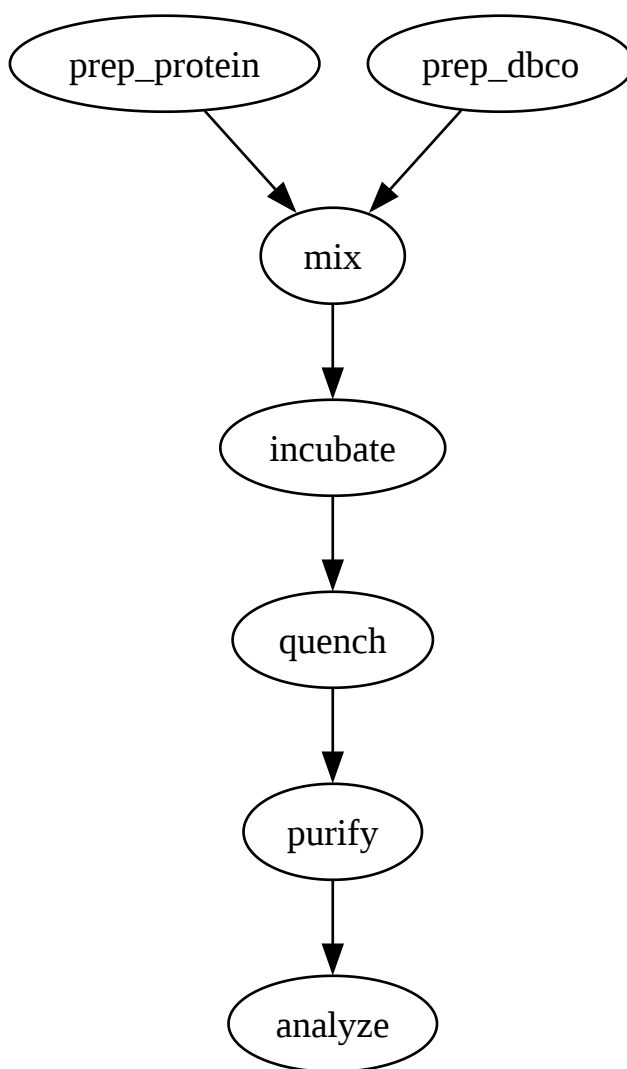 prep_protein
prep_dbco
mix
incubate
quench
purify
analyze